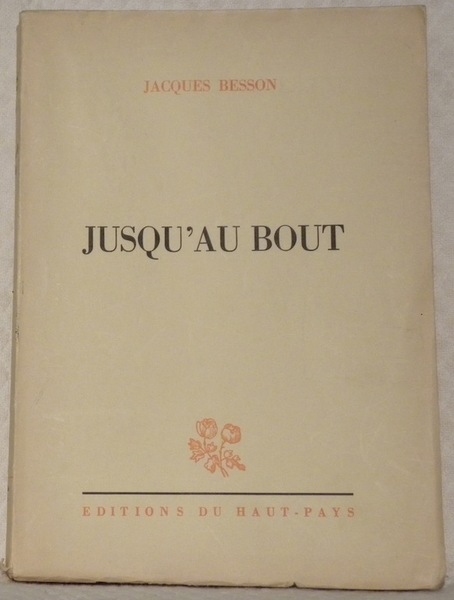 JACQUES BESSON
JUSQU'AU BOUT
EDITIONS DU HAUT-PAYS